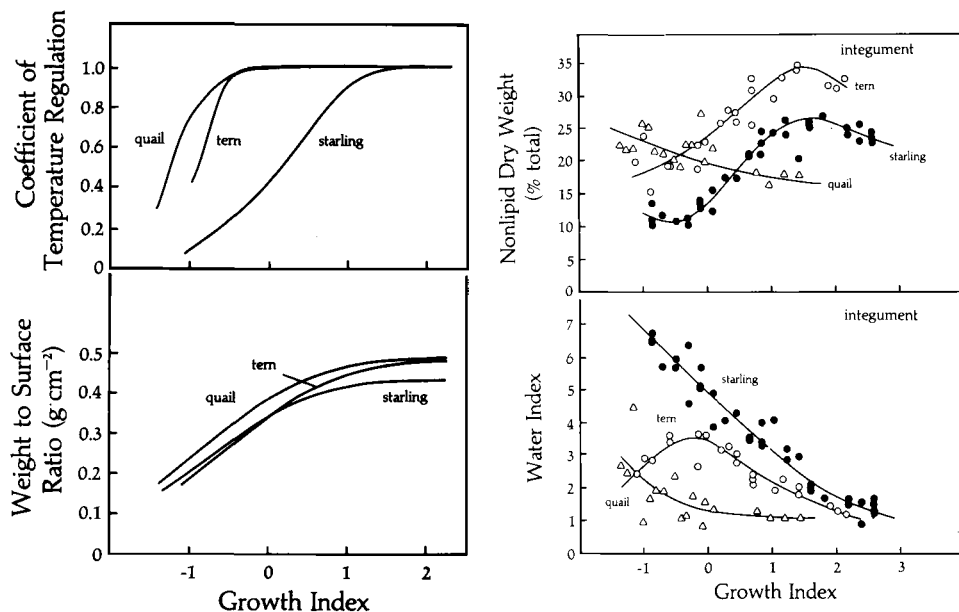 Coefficient of
Temperature Regulation
1.0
0.8
0.6
0.4
0.2
0
quail
tern
starling
Weight to Surface
Ratio (g·cm⁻²)
0.5
0.4
0.3
0.2
0.1
0
quail
tern
starling
-1
0
1
2
Growth Index
Nonlipid Dry Weight
(% total)
35
30
25
20
15
10
5
0
integument
tern
starling
quail
Water Index
7
6
5
4
3
2
1
0
integument
starling
tern
quail
-1
0
1
2
3
Growth Index